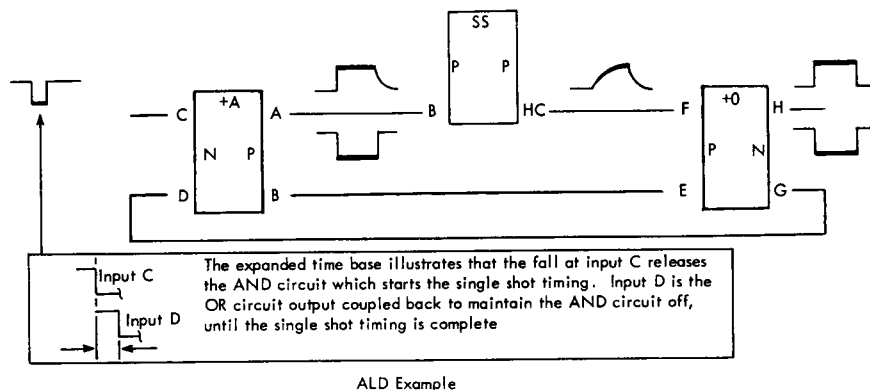 SS
P P
+A
C A
B HC
F +0 H
N P
P N
D B
E G
Input C
Input D
The expanded time base illustrates that the fall at input C releases
the AND circuit which starts the single shot timing. Input D is the
OR circuit output coupled back to maintain the AND circuit off,
until the single shot timing is complete
ALD Example